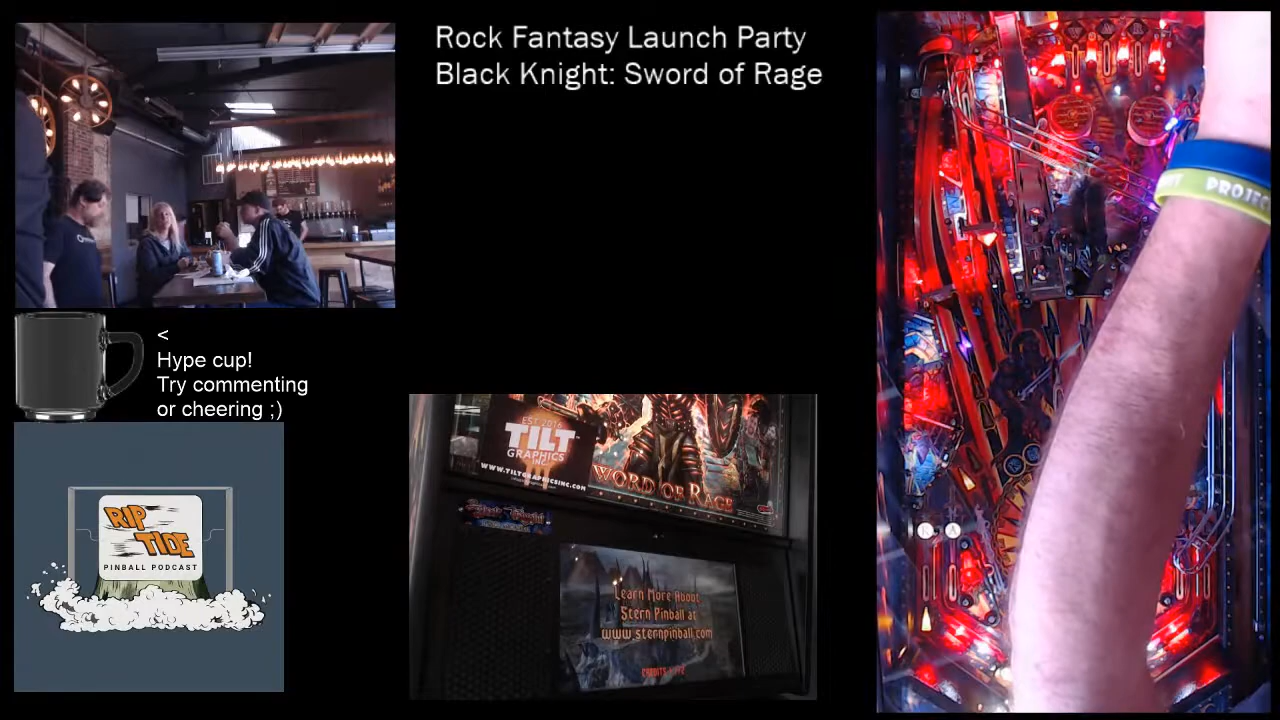 Rock Fantasy Launch Party
Black Knight: Sword of Rage
<
Hype cup!
Try commenting
or cheering ;)
RIP
TIDE
PINBALL PODCAST
EST. 2016
TILT
GRAPHICS
INC.
WWW.TILTGRAPHICSINC.COM
WORD OF RAGE
Learn More About
Stern Pinball at
www.sternpinball.com
PROJEC